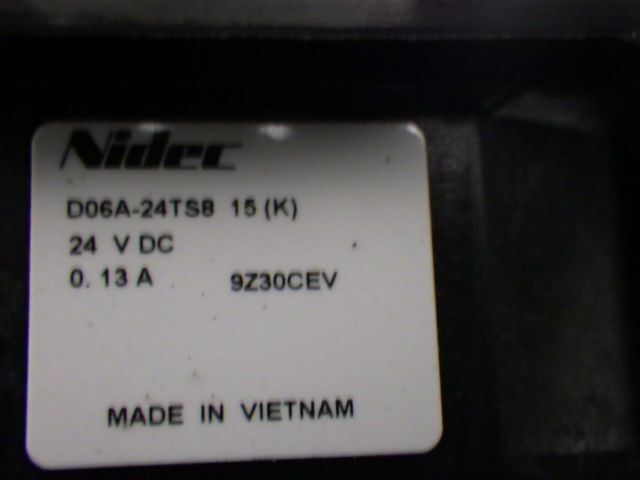 Nidec
D06A-24TS8 15 (K)
24 V DC
0. 13 A 9Z30CEV
MADE IN VIETNAM